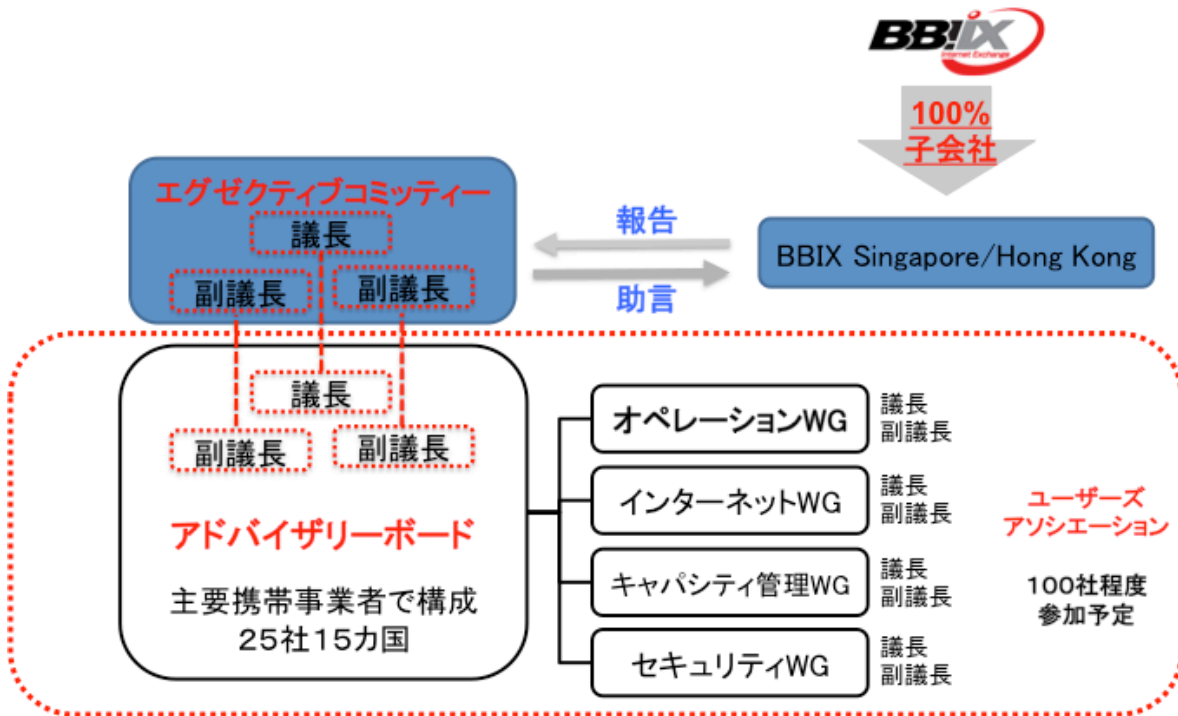 BB!iX
Internet Exchange
100%
子会社
エグゼクティブコミッティー
議長
副議長
副議長
報告
助言
BBIX Singapore/Hong Kong
議長
副議長
副議長
アドバイザリーボード
主要携帯事業者で構成
25社15カ国
オペレーションWG
議長
副議長
インターネットWG
議長
副議長
キャパシティ管理WG
議長
副議長
セキュリティWG
議長
副議長
ユーザーズ
アソシエーション
100社程度
参加予定